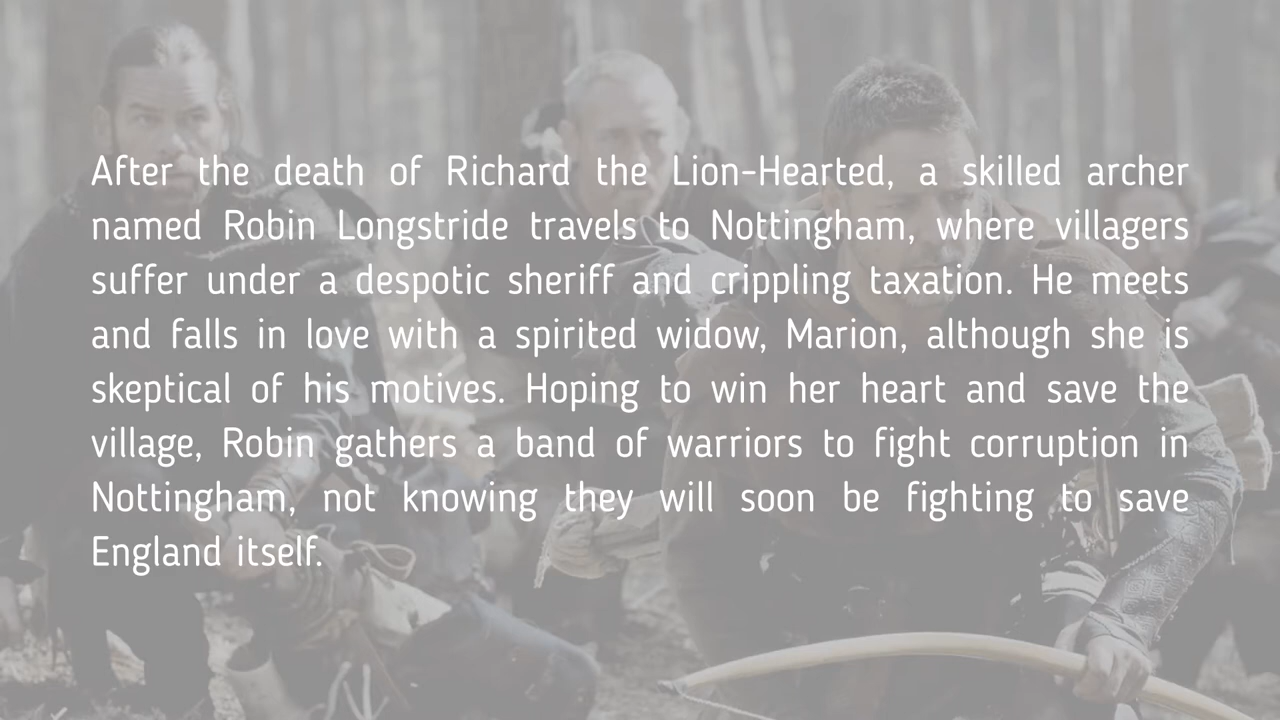 After the death of Richard the Lion-Hearted, a skilled archer
named Robin Longstride travels to Nottingham, where villagers
suffer under a despotic sheriff and crippling taxation. He meets
and falls in love with a spirited widow, Marion, although she is
skeptical of his motives. Hoping to win her heart and save the
village, Robin gathers a band of warriors to fight corruption in
Nottingham, not knowing they will soon be fighting to save
England itself.